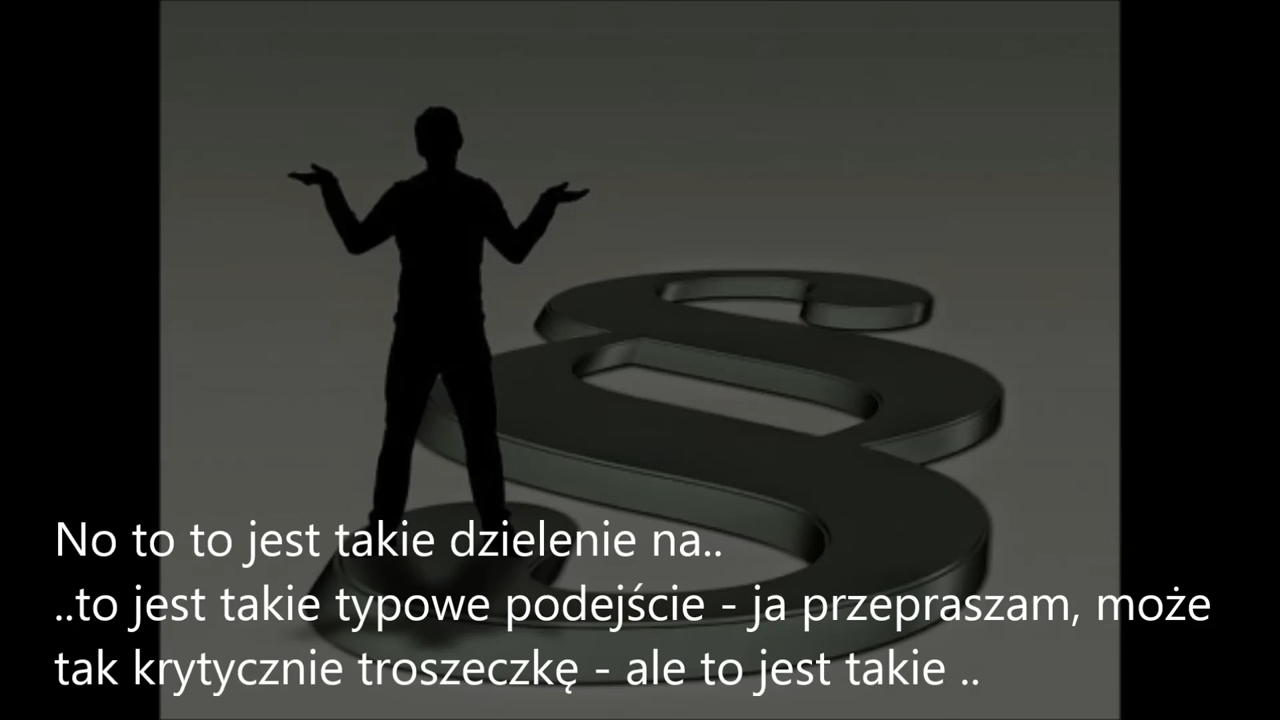 No to to jest takie dzielenie na..
..to jest takie typowe podejście - ja przepraszam, może
tak krytycznie troszeczkę - ale to jest takie ..